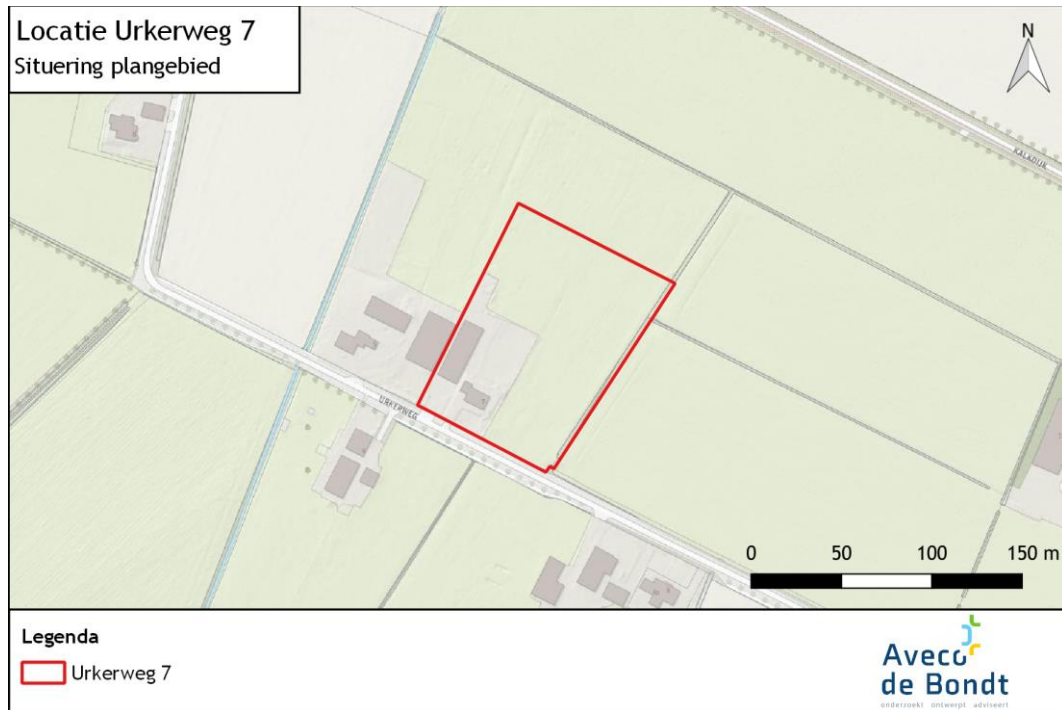 Locatie Urkerweg 7
Situering plangebied
N
KALKDIJK
URKERWEG
0 50 100 150 m
Legenda
Urkerweg 7
Aveco
de Bondt
onderzoekt ontwerpt adviseert